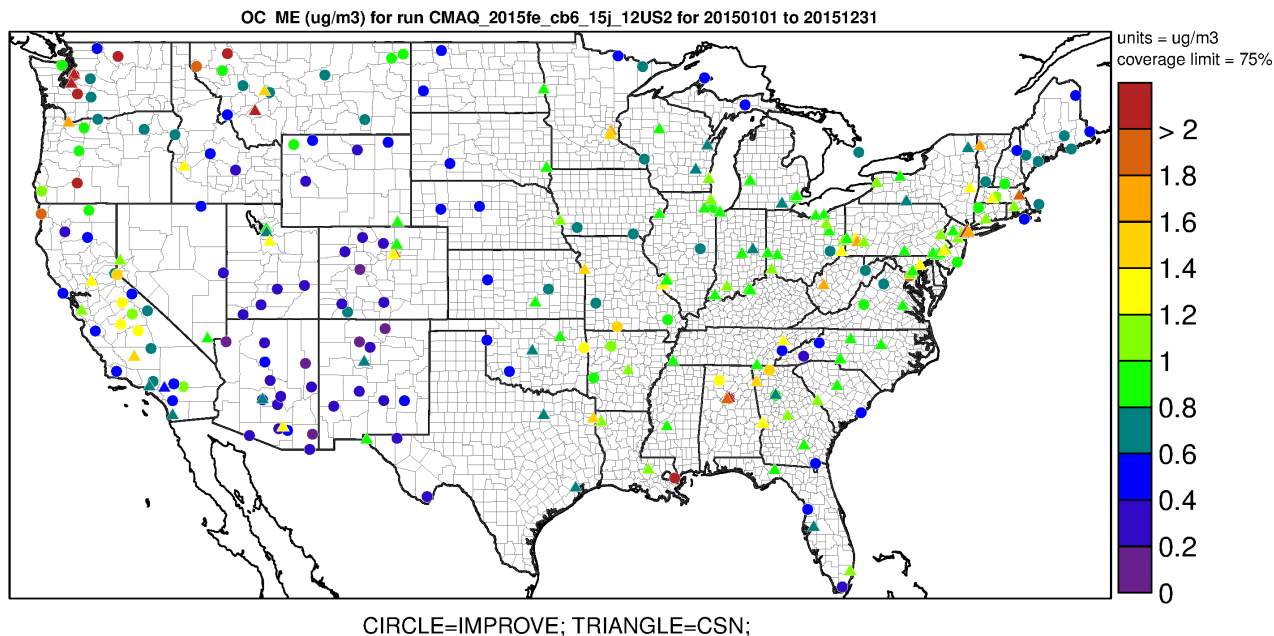 OC ME (ug/m3) for run CMAQ_2015fe_cb6_15j_12US2 for 20150101 to 20151231
units = ug/m3
coverage limit = 75%
> 2
1.8
1.6
1.4
1.2
1
0.8
0.6
0.4
0.2
0
CIRCLE=IMPROVE; TRIANGLE=CSN;